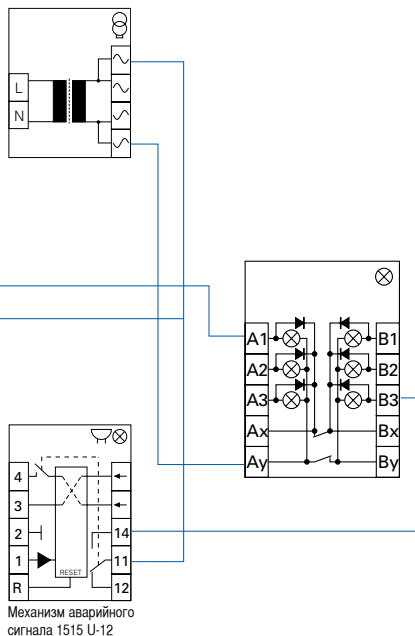 L
N
A1
B1
A2
B2
A3
B3
Ax
Bx
Ay
By
4
3
2
14
1
11
RESET
R
12
Механизм аварийного
сигнала 1515 U-12